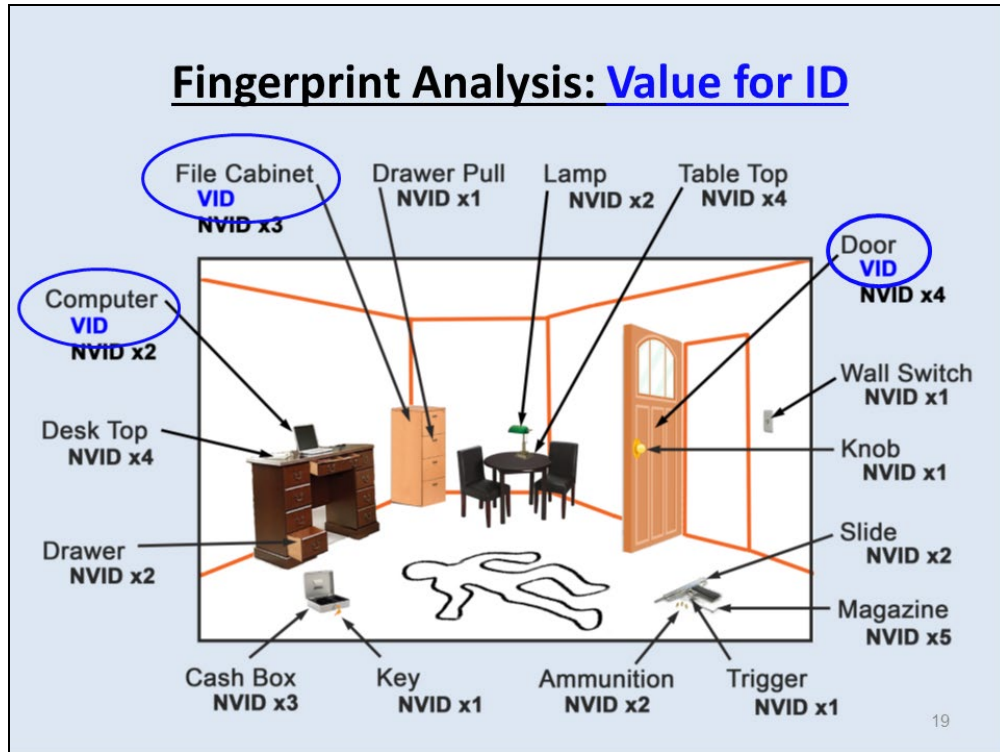 Fingerprint Analysis: Value for ID
File Cabinet
VID
NVID x3
Drawer Pull
NVID x1
Lamp
NVID x2
Table Top
NVID x4
Door
VID
NVID x4
Computer
VID
NVID x2
Wall Switch
NVID x1
Desk Top
NVID x4
Knob
NVID x1
Drawer
NVID x2
Slide
NVID x2
Magazine
NVID x5
Cash Box
NVID x3
Key
NVID x1
Ammunition
NVID x2
Trigger
NVID x1
19